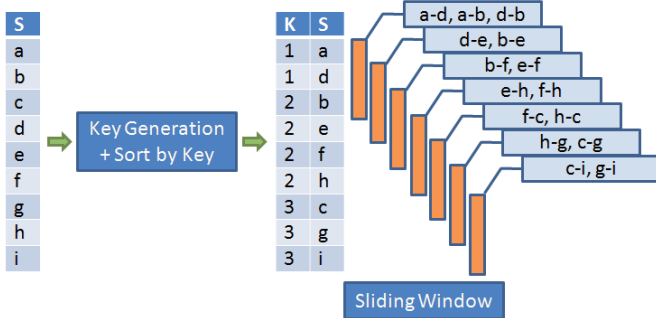 S
a
b
c
d
e
f
g
h
i
Key Generation
+ Sort by Key
K S
1 a
1 d
2 b
2 e
2 f
2 h
3 c
3 g
3 i
a-d, a-b, d-b
d-e, b-e
b-f, e-f
e-h, f-h
f-c, h-c
h-g, c-g
c-i, g-i
Sliding Window